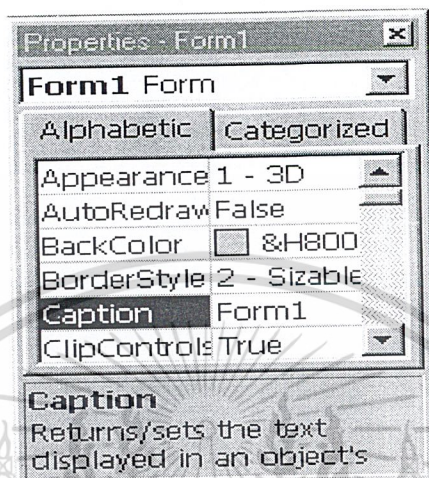 Properties - Form1
Form1 Form
Alphabetic Categorized
Appearance 1 - 3D
AutoRedraw False
BackColor &H800
BorderStyle 2 - Sizable
Caption Form1
ClipControls True
Caption
Returns/sets the text
displayed in an object's